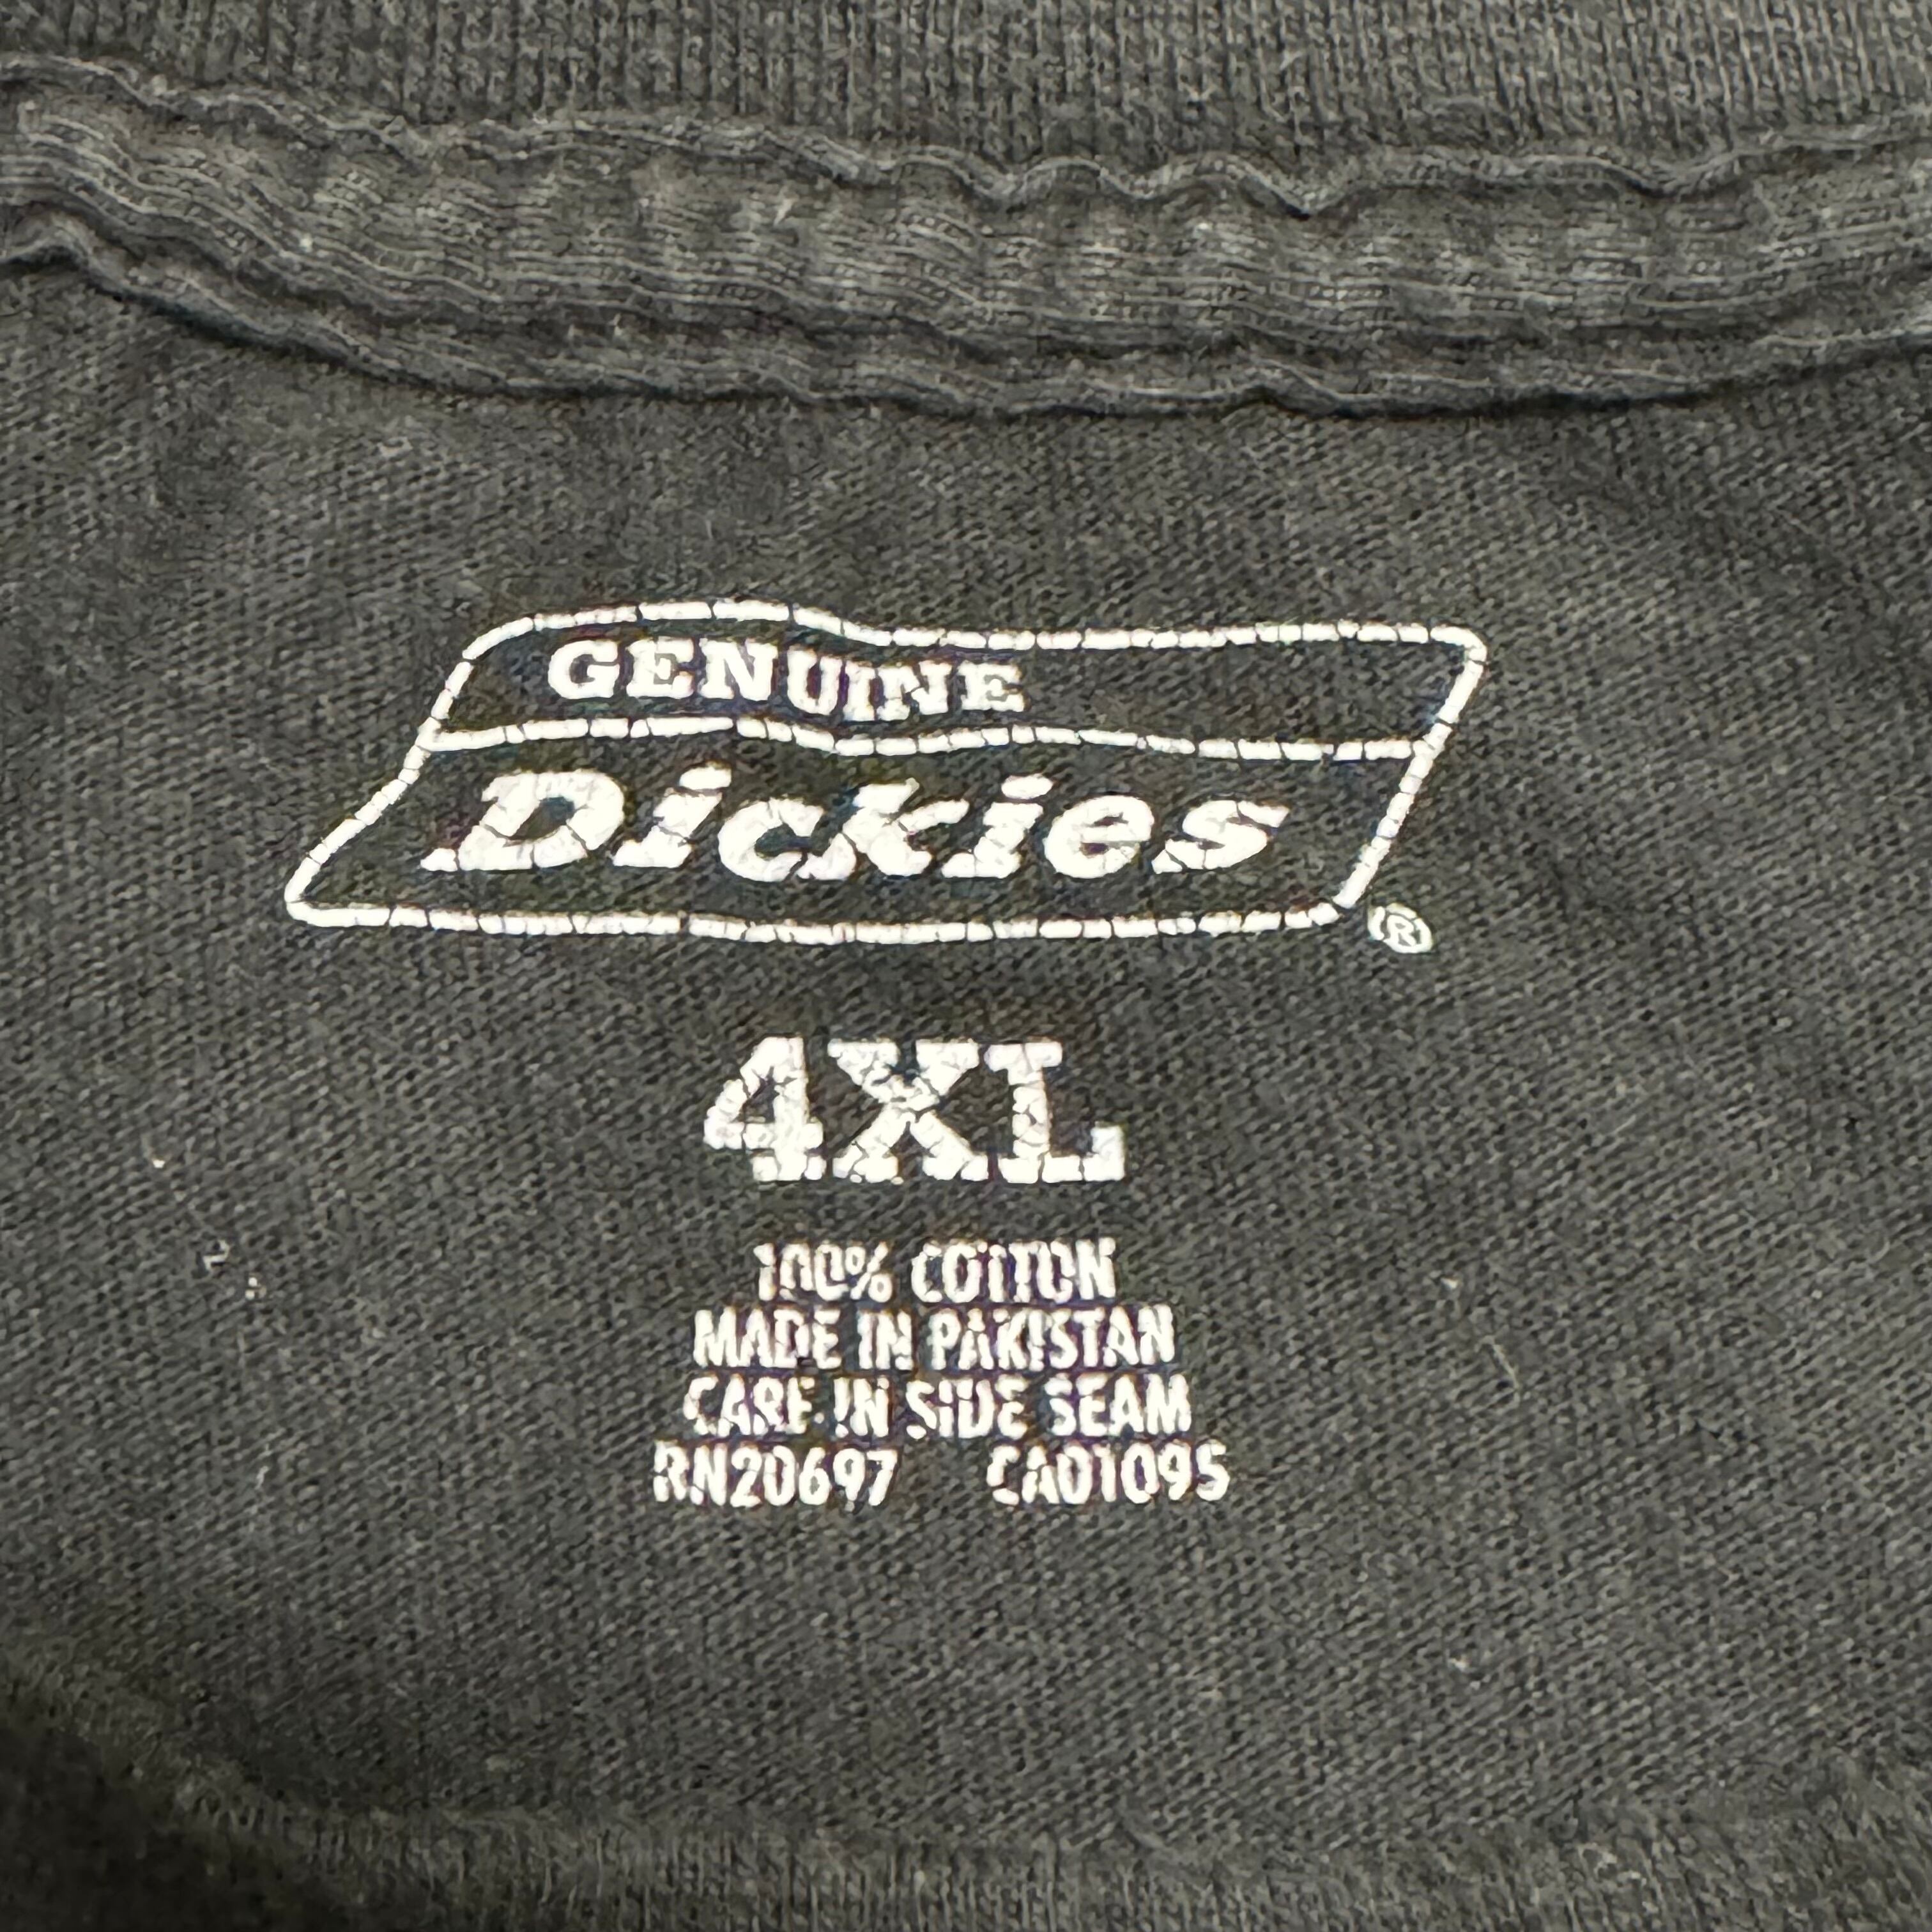 GENUINE
Dickies
®
4XL
100% COTTON
MADE IN PAKISTAN
CARE IN SIDE SEAM
RN20697 CA01095